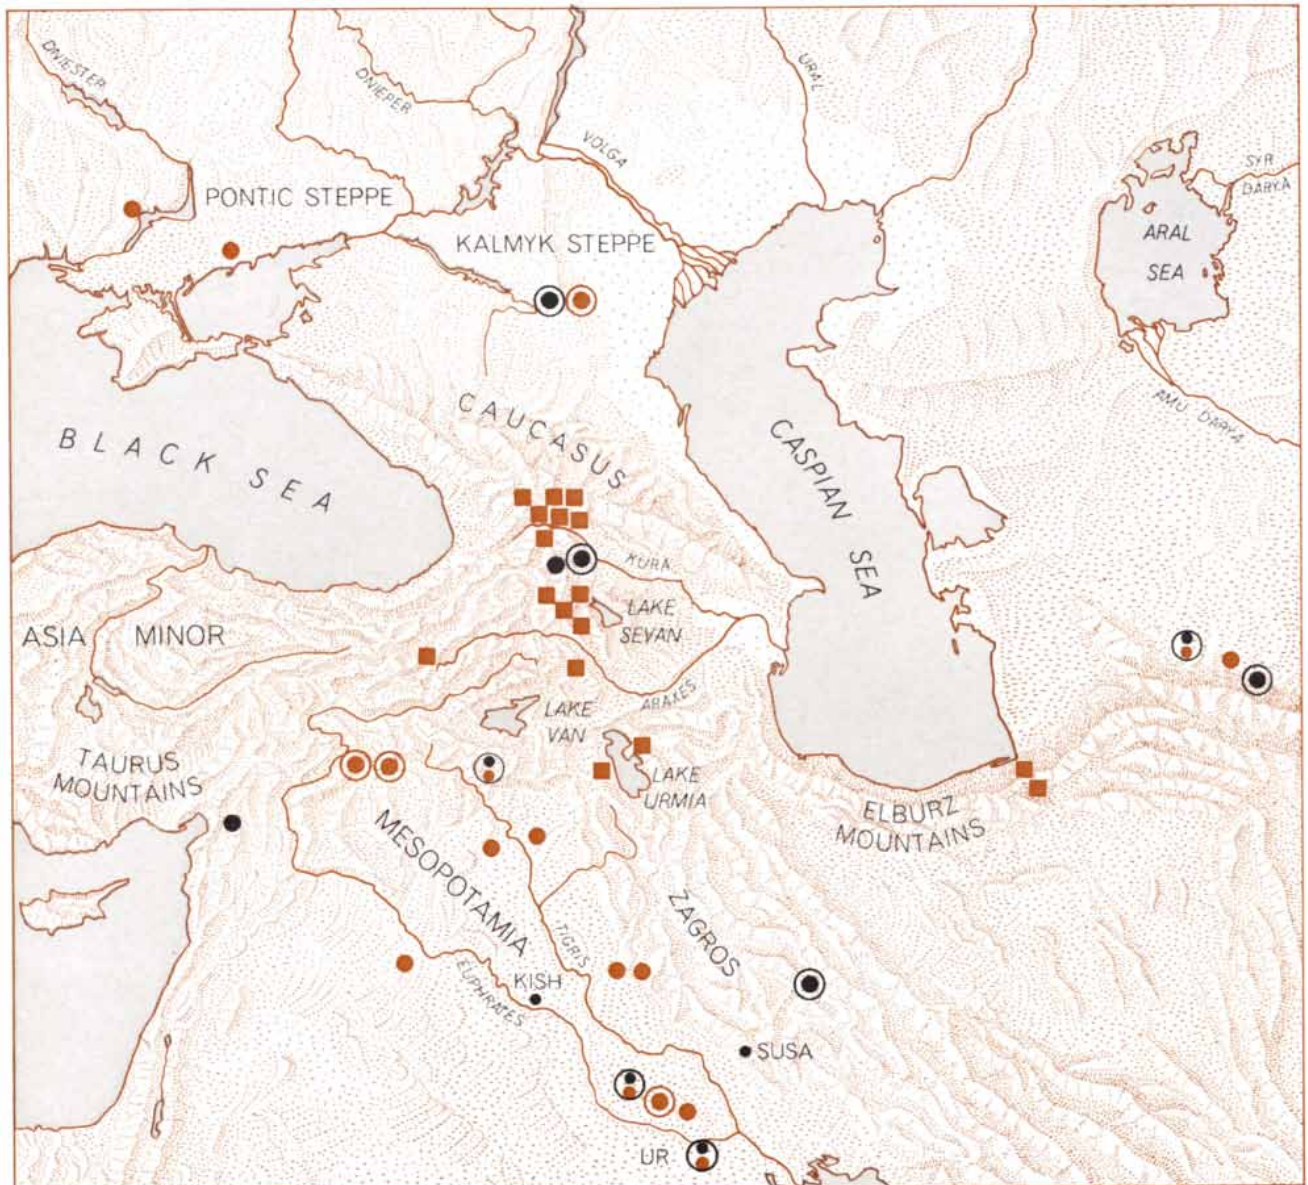 DNIESTER
DNIEPER
URAL
VOLGA
SYR
DARYA
PONTIC STEPPE
KALMYK STEPPE
ARAL
SEA
AMU DARYA
CAUCASUS
BLACK SEA
CASPIAN
SEA
KURA
LAKE
SEVAN
ASIA MINOR
ARAXES
LAKE
VAN
TAURUS
MOUNTAINS
LAKE
URMIA
ELBURZ
MOUNTAINS
MESOPOTAMIA
ZAGROS
TIGRIS
EUPHRATES
KISH
SUSA
UR